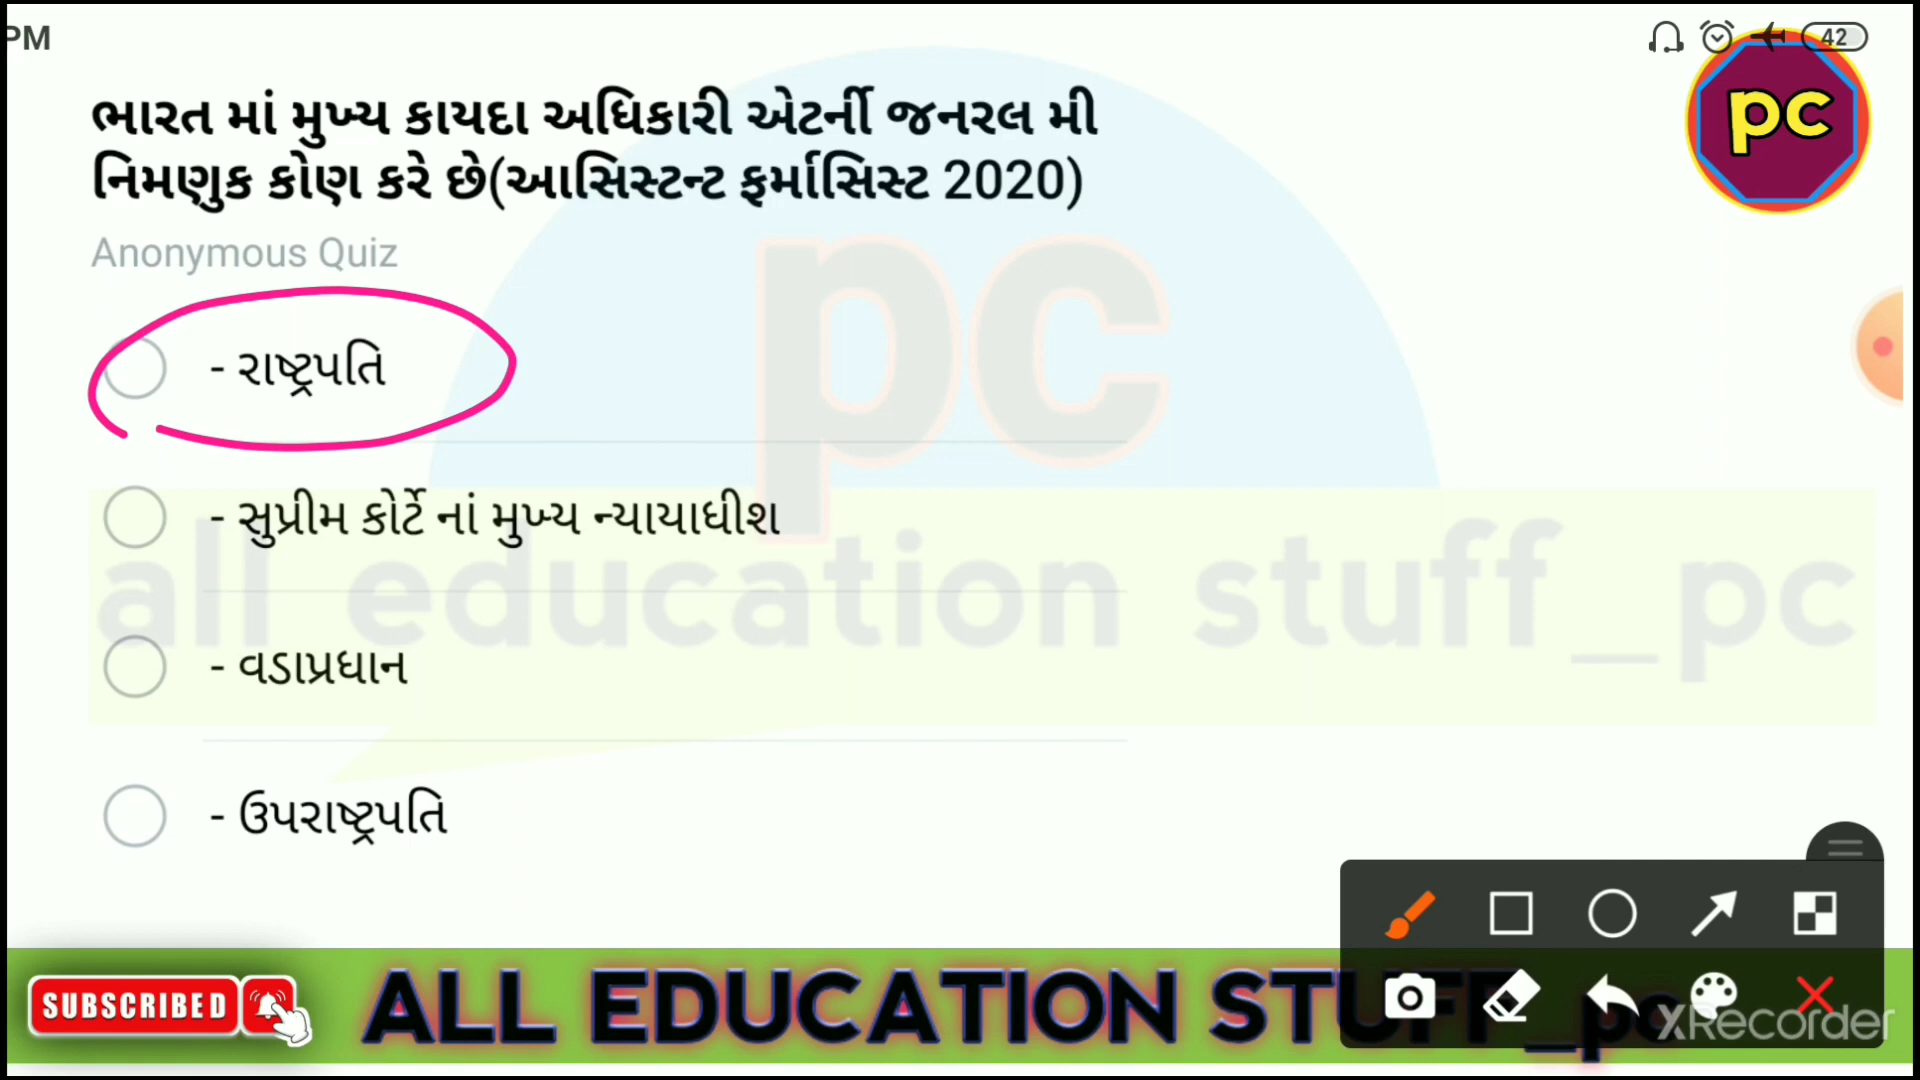 PM
42
pc
ભારત માં મુખ્ય કાયદા અધિકારી એટર્ની જનરલ મી
નિમણુક કોણ કરે છે(આસિસ્ટન્ટ ફર્માસિસ્ટ 2020)
Anonymous Quiz
pc
- રાષ્ટ્રપતિ
- સુપ્રીમ કોર્ટે નાં મુખ્ય ન્યાયાધીશ
all education stuff_pc
- વડાપ્રધાન
- ઉપરાષ્ટ્રપતિ
SUBSCRIBED
ALL EDUCATION STUFF_pc
XRecorder